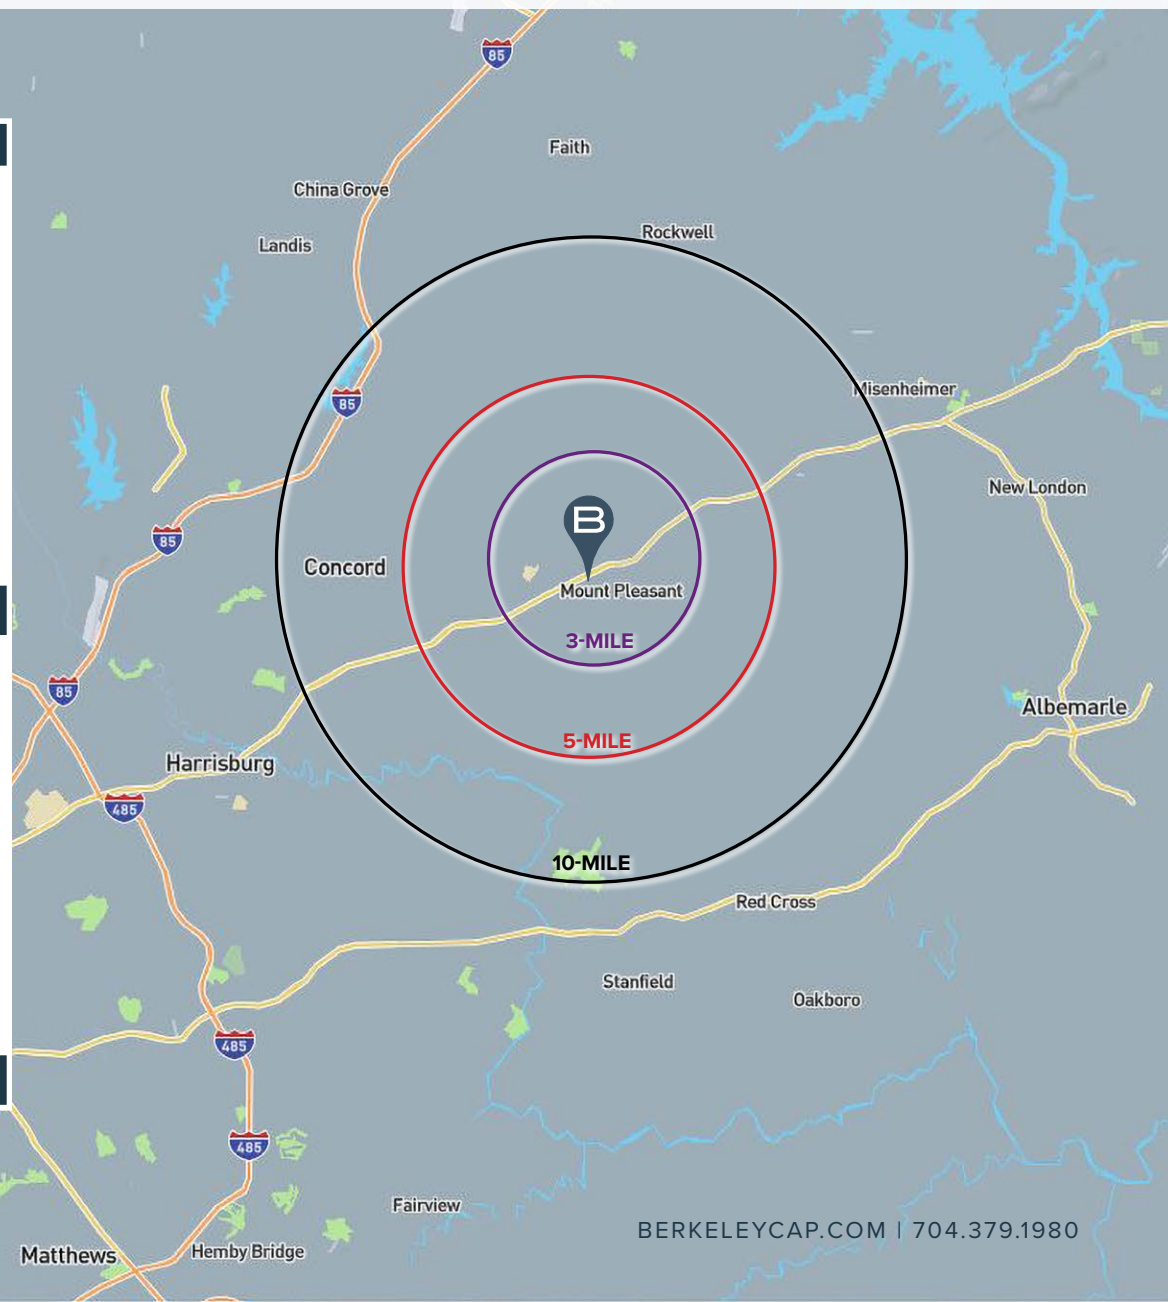 85
Faith
China Grove
Rockwell
Landis
Misenheimer
85
New London
B
85
Concord
Mount Pleasant
3-MILE
85
Albemarle
5-MILE
Harrisburg
485
10-MILE
Red Cross
Stanfield
Oakboro
485
485
Fairview
BERKELEYCAP.COM | 704.379.1980
Matthews
Hemby Bridge